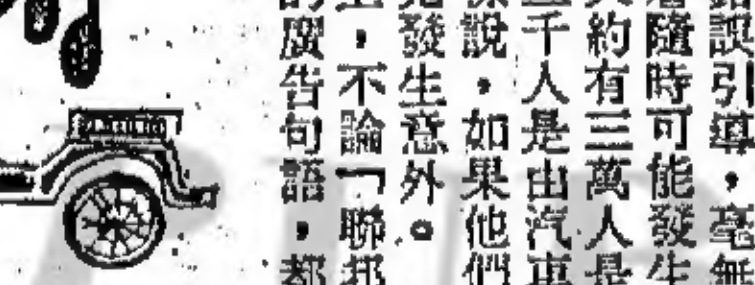 誤引導，毫無
隨時可能發生
約有三萬人是
千人是由汽車
說，如果他們
發生意外。
，不論「聯邦
廣告句語，都